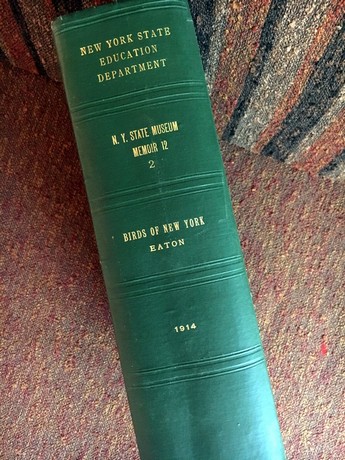 NEW YORK STATE
EDUCATION
DEPARTMENT
N. Y. STATE MUSEUM
MEMOIR 12
2
BIRDS OF NEW YORK
EATON
1914